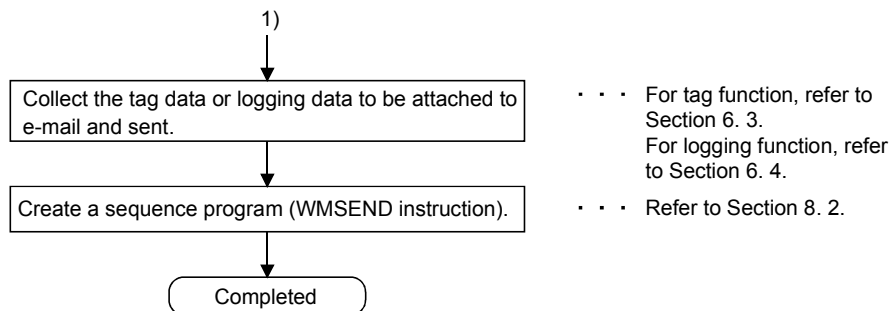 1)
Collect the tag data or logging data to be attached to
e-mail and sent.
· · · For tag function, refer to
Section 6. 3.
For logging function, refer
to Section 6. 4.
Create a sequence program (WMSEND instruction).
· · · Refer to Section 8. 2.
Completed